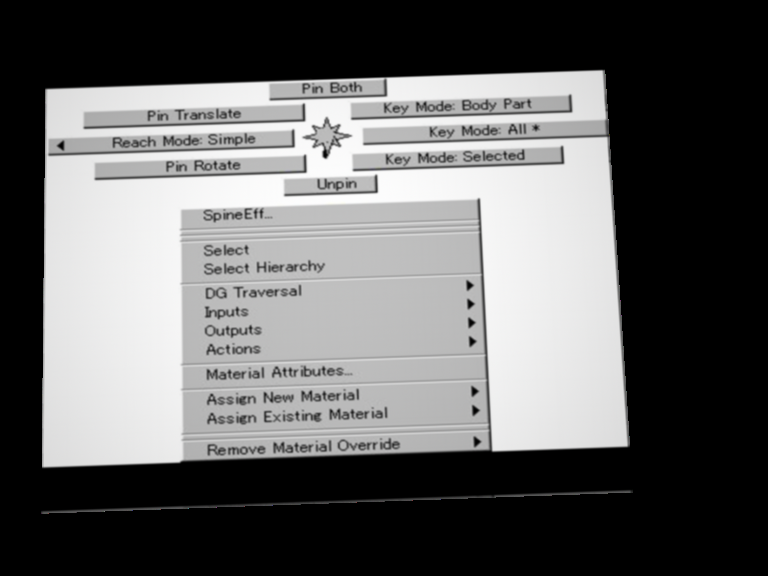 Pin Both
Pin Translate
Key Mode: Body Part
Reach Mode: Simple
Key Mode: All *
Pin Rotate
Key Mode: Selected
Unpin
SpineEff...
Select
Select Hierarchy
DG Traversal
Inputs
Outputs
Actions
Material Attributes...
Assign New Material
Assign Existing Material
Remove Material Override